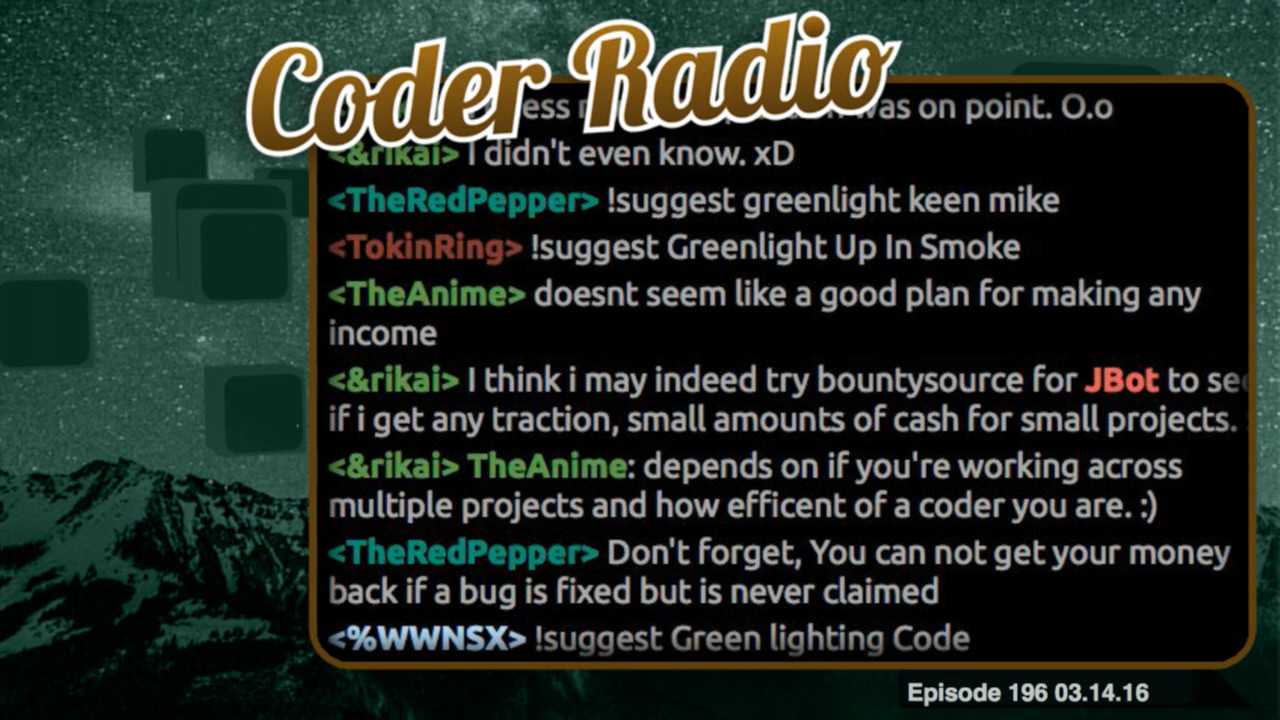 Coder Radio
was on point. O.o
<&rikai> I didn't even know. xD
<TheRedPepper> !suggest greenlight keen mike
<TokinRing> !suggest Greenlight Up In Smoke
<TheAnime> doesnt seem like a good plan for making any
income
<&rikai> I think i may indeed try bountysource for JBot to see
if i get any traction, small amounts of cash for small projects.
<&rikai> TheAnime: depends on if you're working across
multiple projects and how efficent of a coder you are. :)
<TheRedPepper> Don't forget, You can not get your money
back if a bug is fixed but is never claimed
<%WWNSX> !suggest Green lighting Code
Episode 196 03.14.16